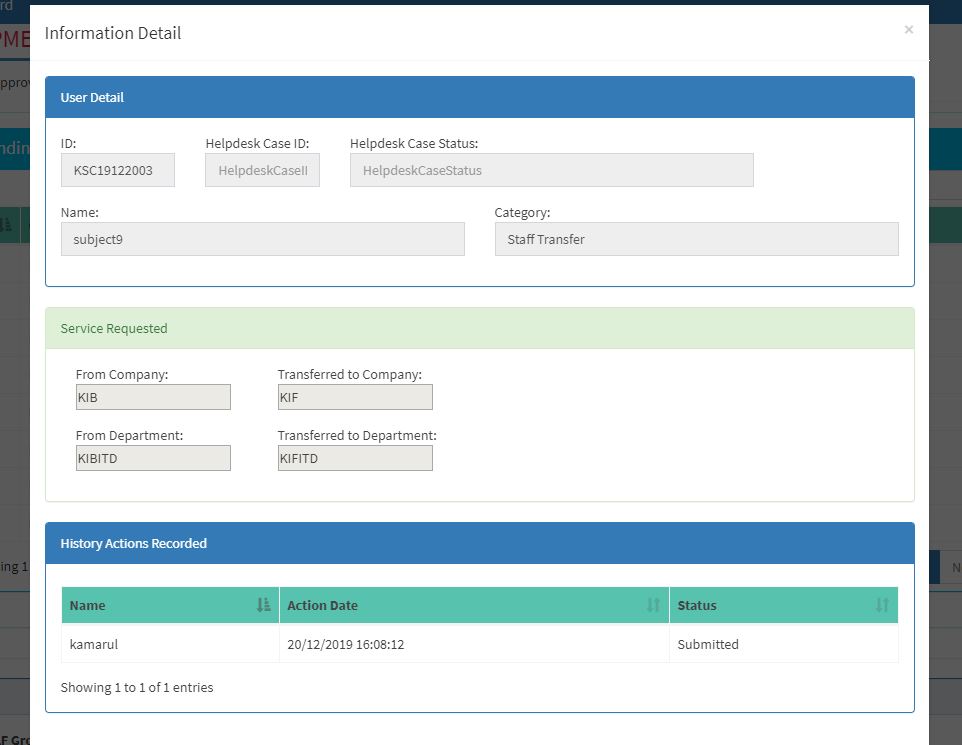 rd
Information Detail
×
PME
pprov
User Detail
ndin
ID:
Helpdesk Case ID:
Helpdesk Case Status:
KSC19122003
HelpdeskCaseII
HelpdeskCaseStatus
Name:
Category:
subject9
Staff Transfer
Service Requested
From Company:
Transferred to Company:
KIB
KIF
From Department:
Transferred to Department:
KIBITD
KIFITD
History Actions Recorded
ing 1
N
Name
Action Date
Status
kamarul
20/12/2019 16:08:12
Submitted
Showing 1 to 1 of 1 entries
F Gro